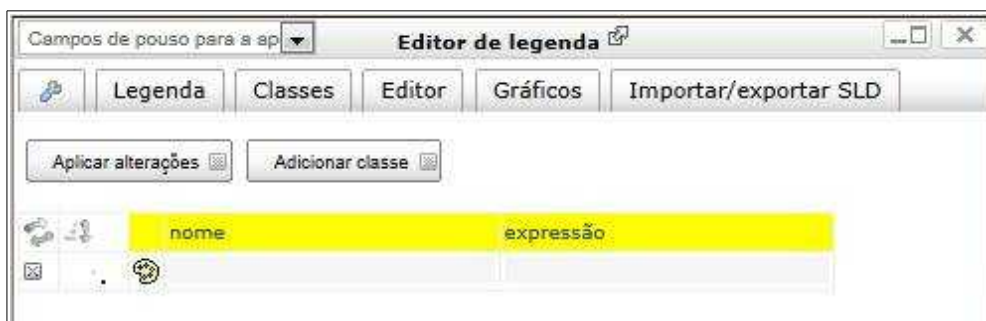 Campos de pouso para a ap
Editor de legenda
Legenda
Classes
Editor
Gráficos
Importar/exportar SLD
Aplicar alterações
Adicionar classe
nome
expressão